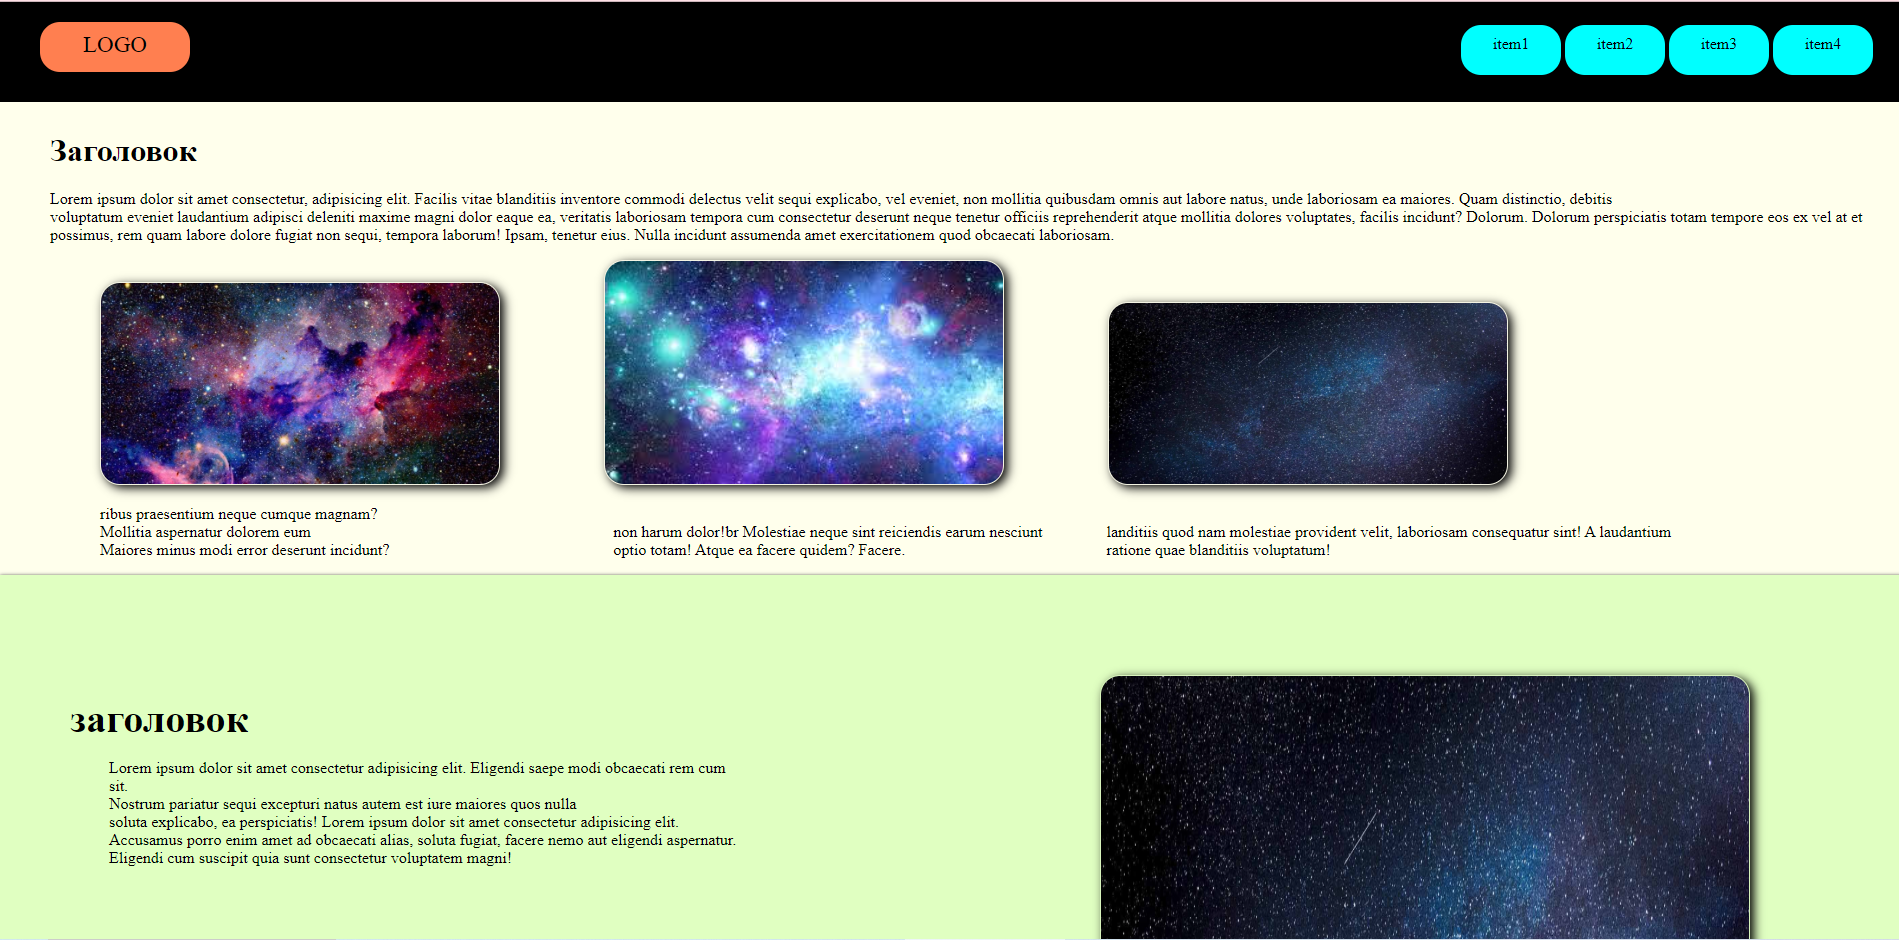 LOGO
item1
item2
item3
item4
Заголовок
Lorem ipsum dolor sit amet consectetur, adipisicing elit. Facilis vitae blanditiis inventore commodi delectus velit sequi explicabo, vel eveniet, non mollitia quibusdam omnis aut labore natus, unde laboriosam ea maiores. Quam distinctio, debitis
voluptatum eveniet laudantium adipisci deleniti maxime magni dolor eaque ea, veritatis laboriosam tempora cum consectetur deserunt neque tenetur officiis reprehenderit atque mollitia dolores voluptates, facilis incidunt? Dolorum. Dolorum perspiciatis totam tempore eos ex vel at et
possimus, rem quam labore dolore fugiat non sequi, tempora laborum! Ipsam, tenetur eius. Nulla incidunt assumenda amet exercitationem quod obcaecati laboriosam.
ribus praesentium neque cumque magnam?
Mollitia aspernatur dolorem eum
Maiores minus modi error deserunt incidunt?
non harum dolor!br Molestiae neque sint reiciendis earum nesciunt
optio totam! Atque ea facere quidem? Facere.
landitiis quod nam molestiae provident velit, laboriosam consequatur sint! A laudantium
ratione quae blanditiis voluptatum!
заголовок
Lorem ipsum dolor sit amet consectetur adipisicing elit. Eligendi saepe modi obcaecati rem cum
sit.
Nostrum pariatur sequi excepturi natus autem est iure maiores quos nulla
soluta explicabo, ea perspiciatis! Lorem ipsum dolor sit amet consectetur adipisicing elit.
Accusamus porro enim amet ad obcaecati alias, soluta fugiat, facere nemo aut eligendi aspernatur.
Eligendi cum suscipit quia sunt consectetur voluptatem magni!